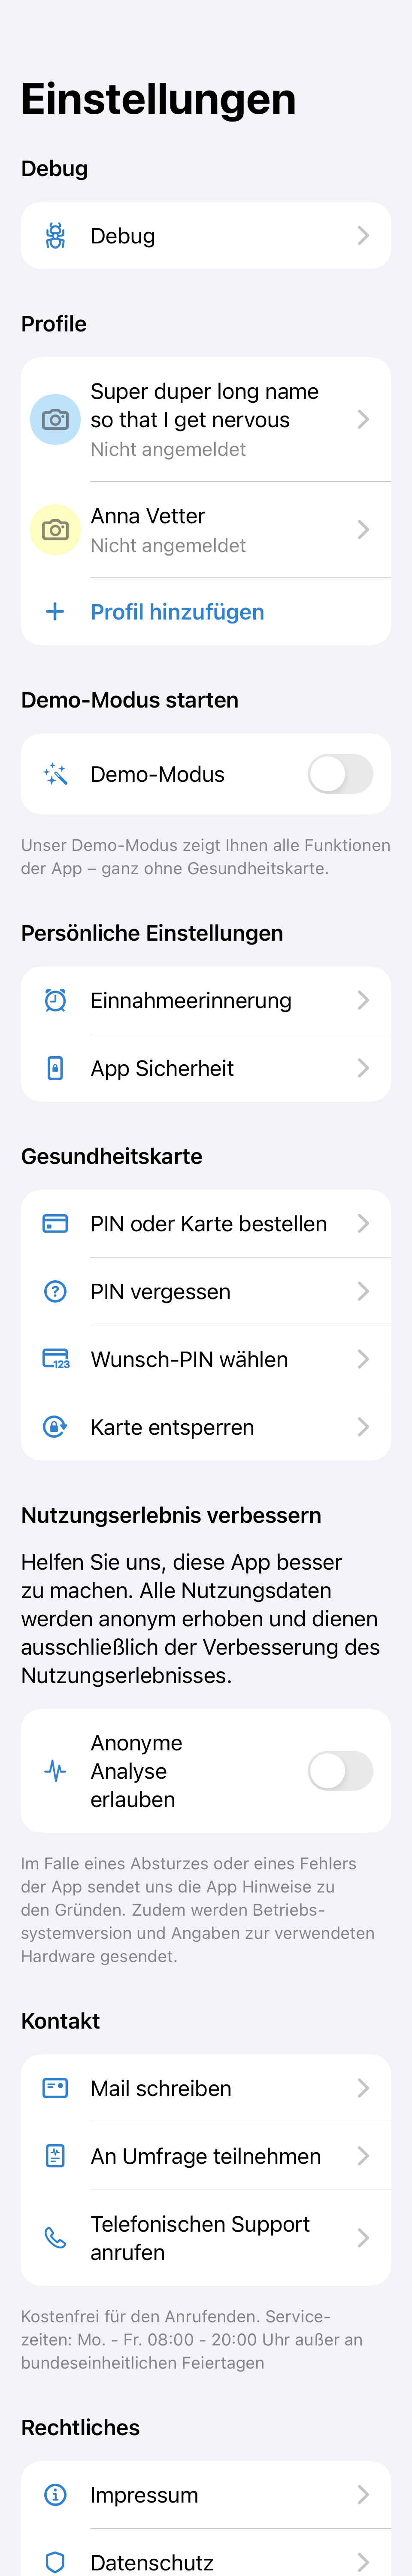 Einstellungen
Debug
Debug
Profile
Super duper long name
so that I get nervous
Nicht angemeldet
Anna Vetter
Nicht angemeldet
Profil hinzufügen
Demo-Modus starten
Demo-Modus
Unser Demo-Modus zeigt Ihnen alle Funktionen
der App – ganz ohne Gesundheitskarte.
Persönliche Einstellungen
Einnahmeerinnerung
App Sicherheit
Gesundheitskarte
PIN oder Karte bestellen
PIN vergessen
123
Wunsch-PIN wählen
Karte entsperren
Nutzungserlebnis verbessern
Helfen Sie uns, diese App besser
zu machen. Alle Nutzungsdaten
werden anonym erhoben und dienen
ausschließlich der Verbesserung des
Nutzungserlebnisses.
Anonyme
Analyse
erlauben
Im Falle eines Absturzes oder eines Fehlers
der App sendet uns die App Hinweise zu
den Gründen. Zudem werden Betriebs-
systemversion und Angaben zur verwendeten
Hardware gesendet.
Kontakt
Mail schreiben
An Umfrage teilnehmen
Telefonischen Support
anrufen
Kostenfrei für den Anrufenden. Service-
zeiten: Mo. - Fr. 08:00 - 20:00 Uhr außer an
bundeseinheitlichen Feiertagen
Rechtliches
Impressum
Datenschutz